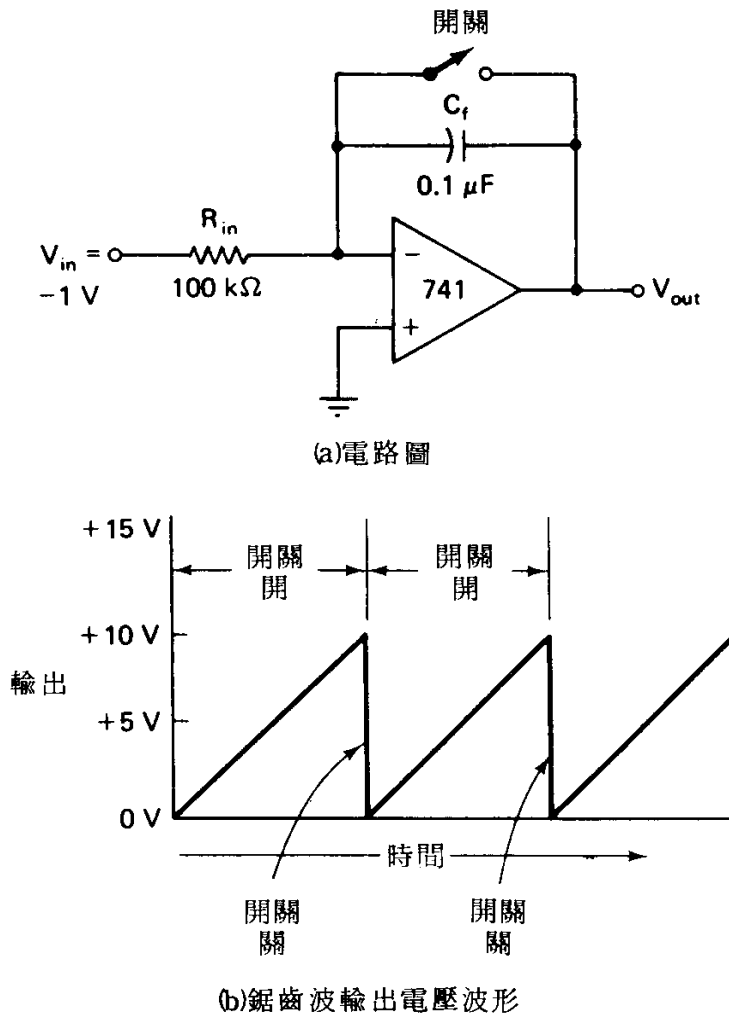 開關
C_f
0.1 μF
R_in
V_in =
−1 V
100 kΩ
−
741
+
V_out
(a)電路圖
+15 V
開關
開
開關
開
+10 V
輸出
+5 V
0 V
時間
開關
關
開關
關
(b)鋸齒波輸出電壓波形